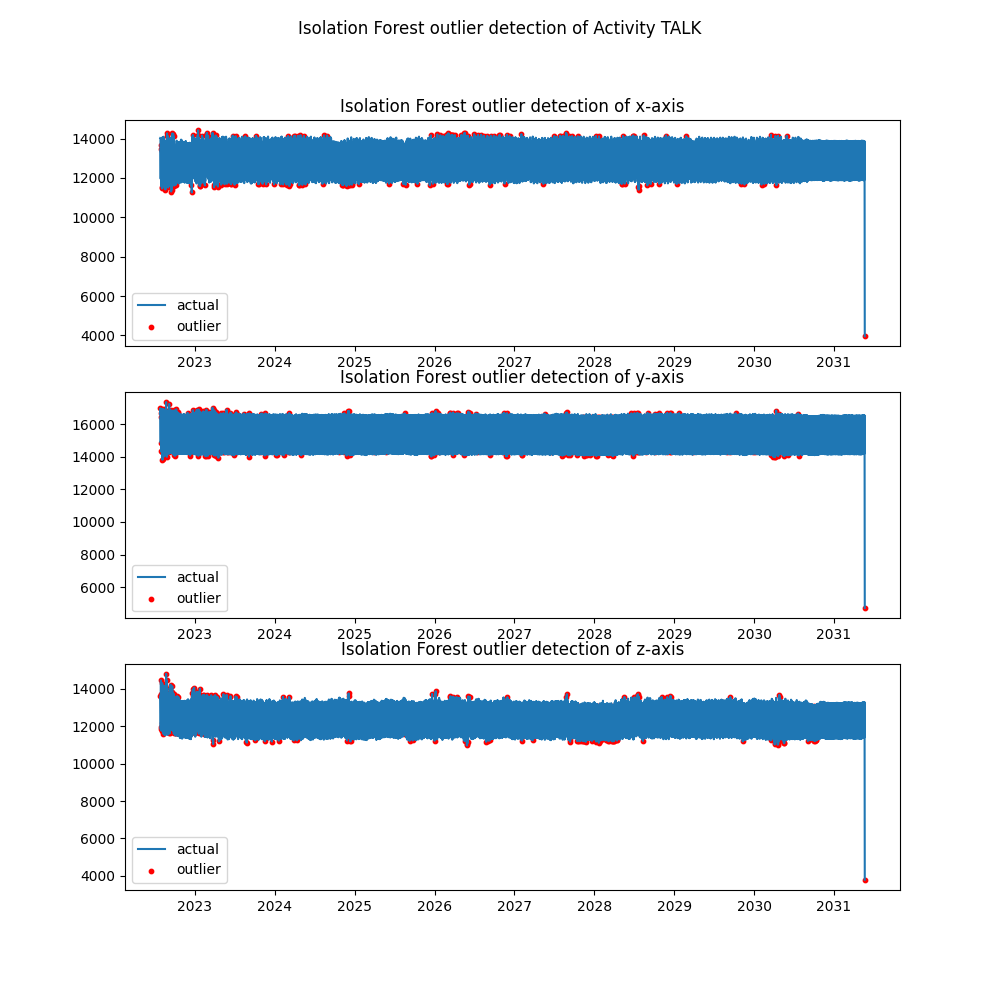 Isolation Forest outlier detection of Activity TALK
Isolation Forest outlier detection of x-axis
14000
12000
10000
8000
6000
4000
actual
outlier
2023 2024 2025 2026 2027 2028 2029 2030 2031
Isolation Forest outlier detection of y-axis
16000
14000
12000
10000
8000
6000
actual
outlier
2023 2024 2025 2026 2027 2028 2029 2030 2031
Isolation Forest outlier detection of z-axis
14000
12000
10000
8000
6000
4000
actual
outlier
2023 2024 2025 2026 2027 2028 2029 2030 2031